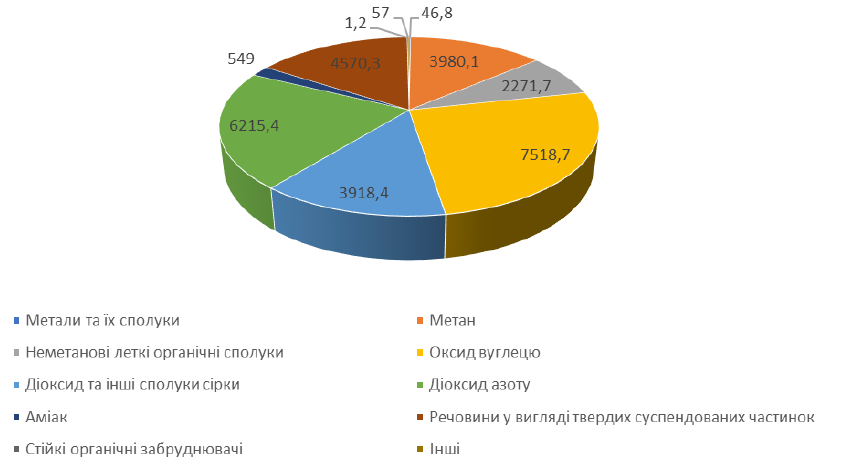 57
46,8
1,2
549
4570,3
3980,1
2271,7
6215,4
7518,7
3918,4
Метали та їх сполуки
Метан
Неметанові леткі органічні сполуки
Оксид вуглецю
Діоксид та інші сполуки сірки
Діоксид азоту
Аміак
Речовини у вигляді твердих суспендованих частинок
Стійкі органічні забруднювачі
Інші